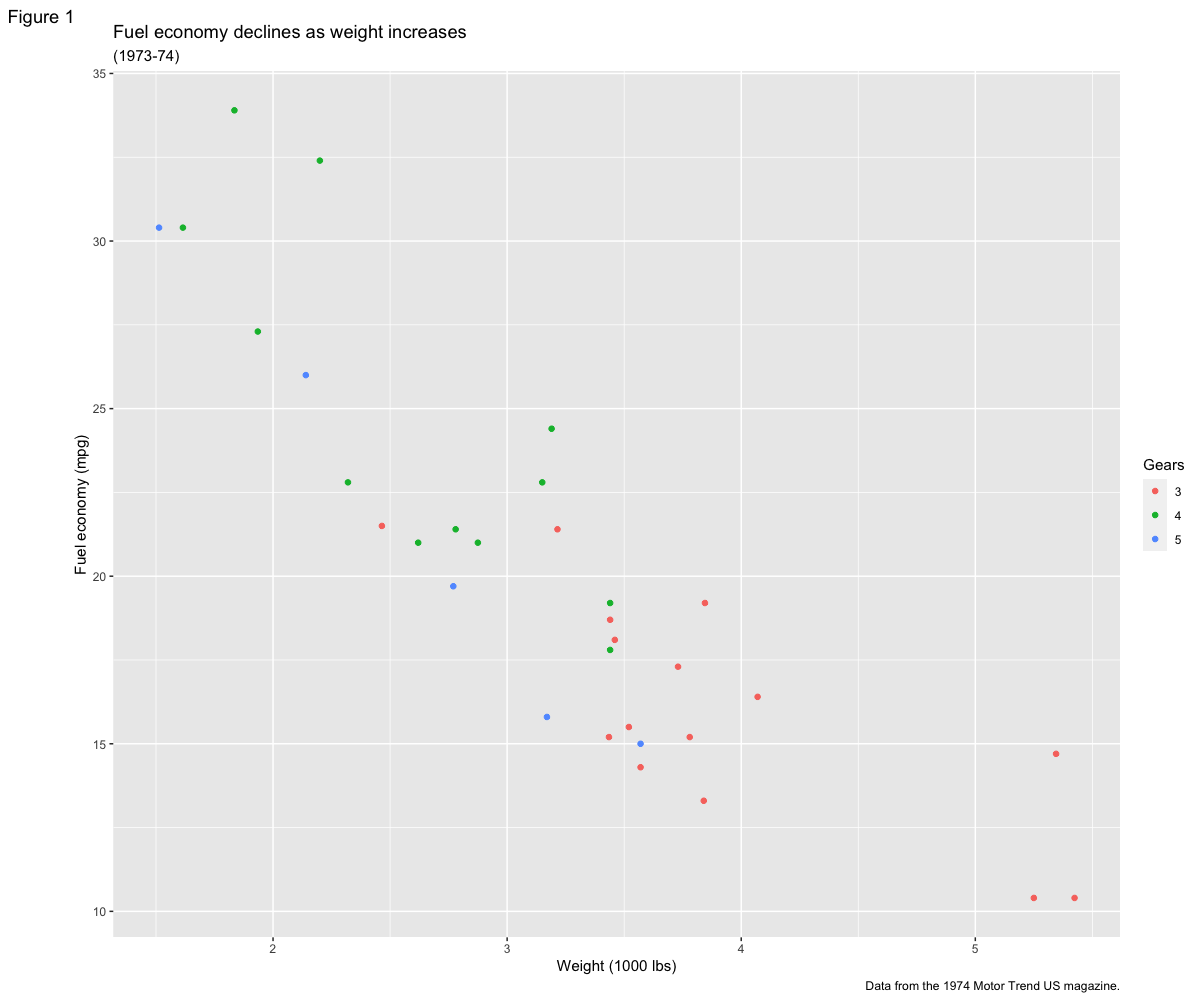 Figure 1
Fuel economy declines as weight increases
(1973-74)
35
30
25
20
15
10
Fuel economy (mpg)
2 3 4 5
Weight (1000 lbs)
Gears
3
4
5
Data from the 1974 Motor Trend US magazine.